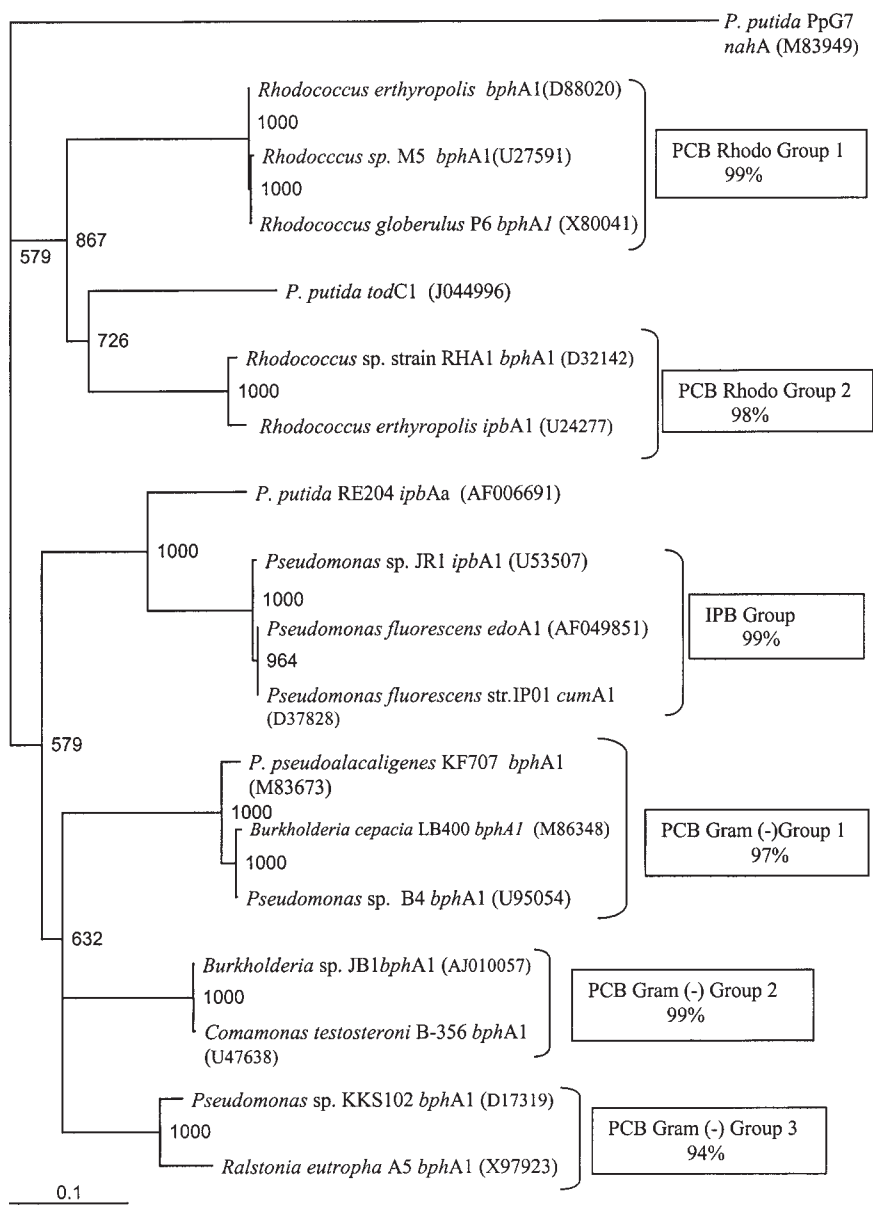 P. putida PpG7
nahA (M83949)
Rhodococcus erthyropolis bphA1(D88020)
1000
PCB Rhodo Group 1
99%
Rhodocccus sp. M5 bphA1(U27591)
1000
Rhodococcus globerulus P6 bphA1 (X80041)
867
579
P. putida todC1 (J044996)
726
Rhodococcus sp. strain RHA1 bphA1 (D32142)
1000
PCB Rhodo Group 2
98%
Rhodococcus erthyropolis ipbA1 (U24277)
P. putida RE204 ipbAa (AF006691)
1000
Pseudomonas sp. JR1 ipbA1 (U53507)
1000
IPB Group
99%
Pseudomonas fluorescens edoA1 (AF049851)
964
Pseudomonas fluorescens str.IP01 cumA1
(D37828)
579
P. pseudoalacaligenes KF707 bphA1
(M83673)
1000
Burkholderia cepacia LB400 bphA1 (M86348)
PCB Gram (-)Group 1
97%
1000
Pseudomonas sp. B4 bphA1 (U95054)
632
Burkholderia sp. JB1bphA1 (AJ010057)
1000
PCB Gram (-) Group 2
99%
Comamonas testosteroni B-356 bphA1
(U47638)
Pseudomonas sp. KKS102 bphA1 (D17319)
1000
PCB Gram (-) Group 3
94%
Ralstonia eutropha A5 bphA1 (X97923)
0.1